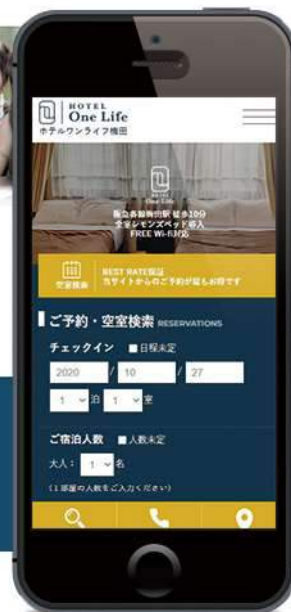 HOTEL
One Life
ホテルワンライフ梅田
HOTEL
One Life
阪急各線梅田駅 徒歩10分
全室シモンズベッド導入
FREE Wi-fi対応
空室検索
BEST RATE保証
当サイトからのご予約が最もお得です
ご予約・空室検索 RESERVATIONS
チェックイン ■日程未定
2020 / 10 / 27
1 泊 1 室
ご宿泊人数 ■人数未定
大人： 1 名
(1部屋の人数をご入力ください)